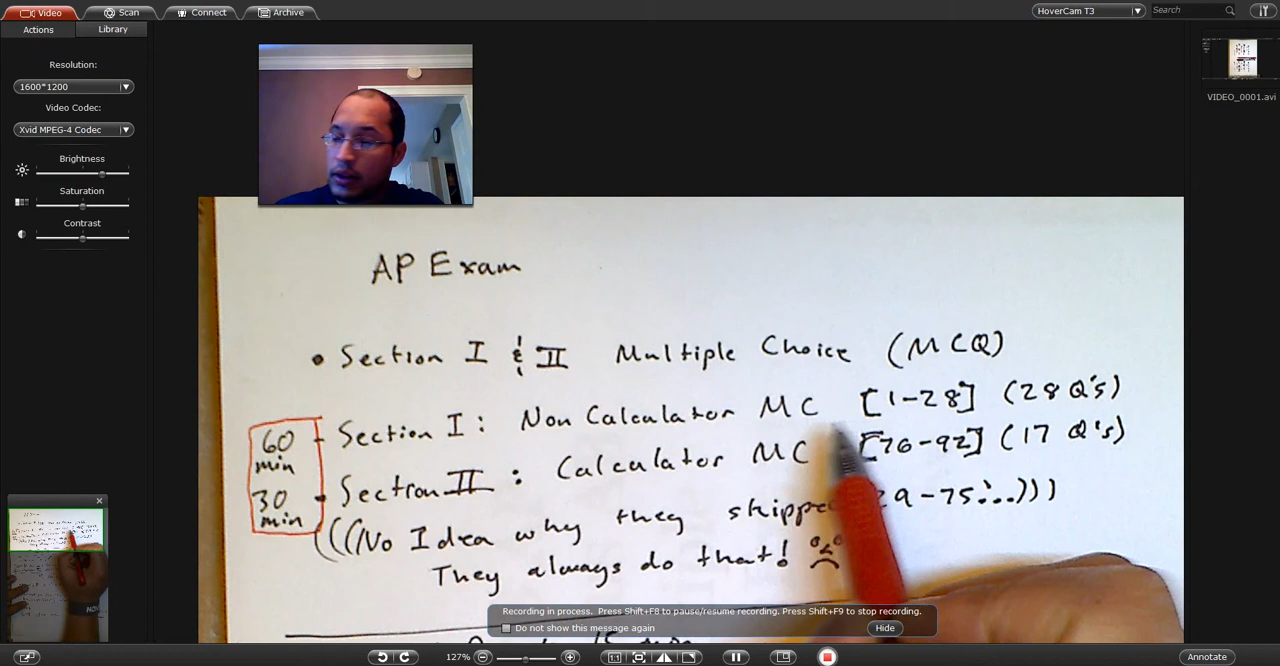 Video
Scan
Connect
Archive
HoverCam T3
Search
Actions
Library
Resolution:
1600*1200
Video Codec:
Xvid MPEG-4 Codec
Brightness
Saturation
Contrast
VIDEO_0001.avi
AP Exam
• Section I & II Multiple Choice (MCQ)
60 min - Section I: Non Calculator MC [1-28] (28 Q's)
30 min - Section II: Calculator MC [76-92] (17 Q's)
(((No Idea why they skipped 29-75...)))
They always do that!
Recording in process. Press Shift+F8 to pause/resume recording. Press Shift+F9 to stop recording.
Do not show this message again
Hide
127%
1:1
Annotate